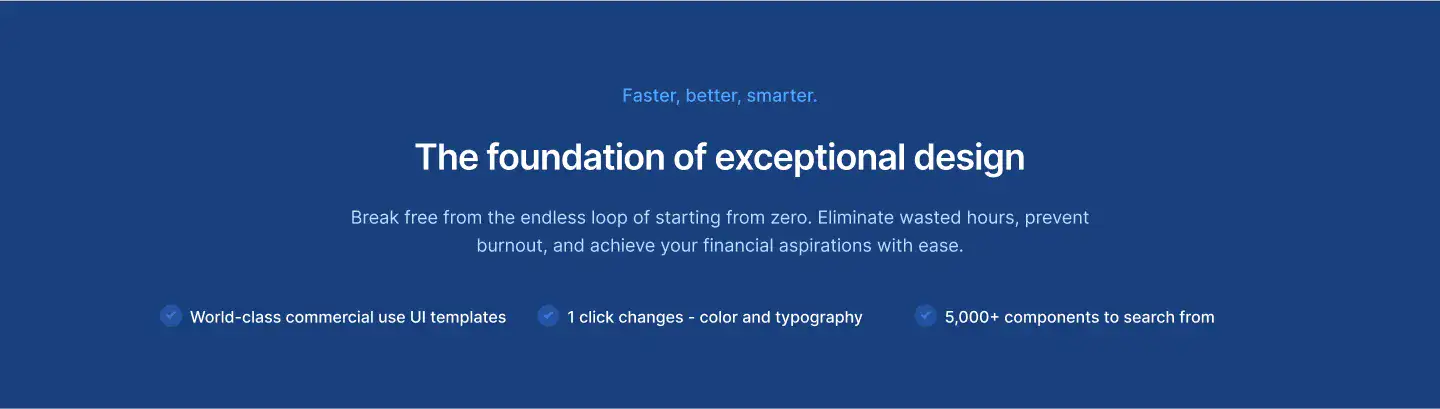 Faster, better, smarter.
The foundation of exceptional design
Break free from the endless loop of starting from zero. Eliminate wasted hours, prevent
burnout, and achieve your financial aspirations with ease.
World-class commercial use UI templates
1 click changes - color and typography
5,000+ components to search from